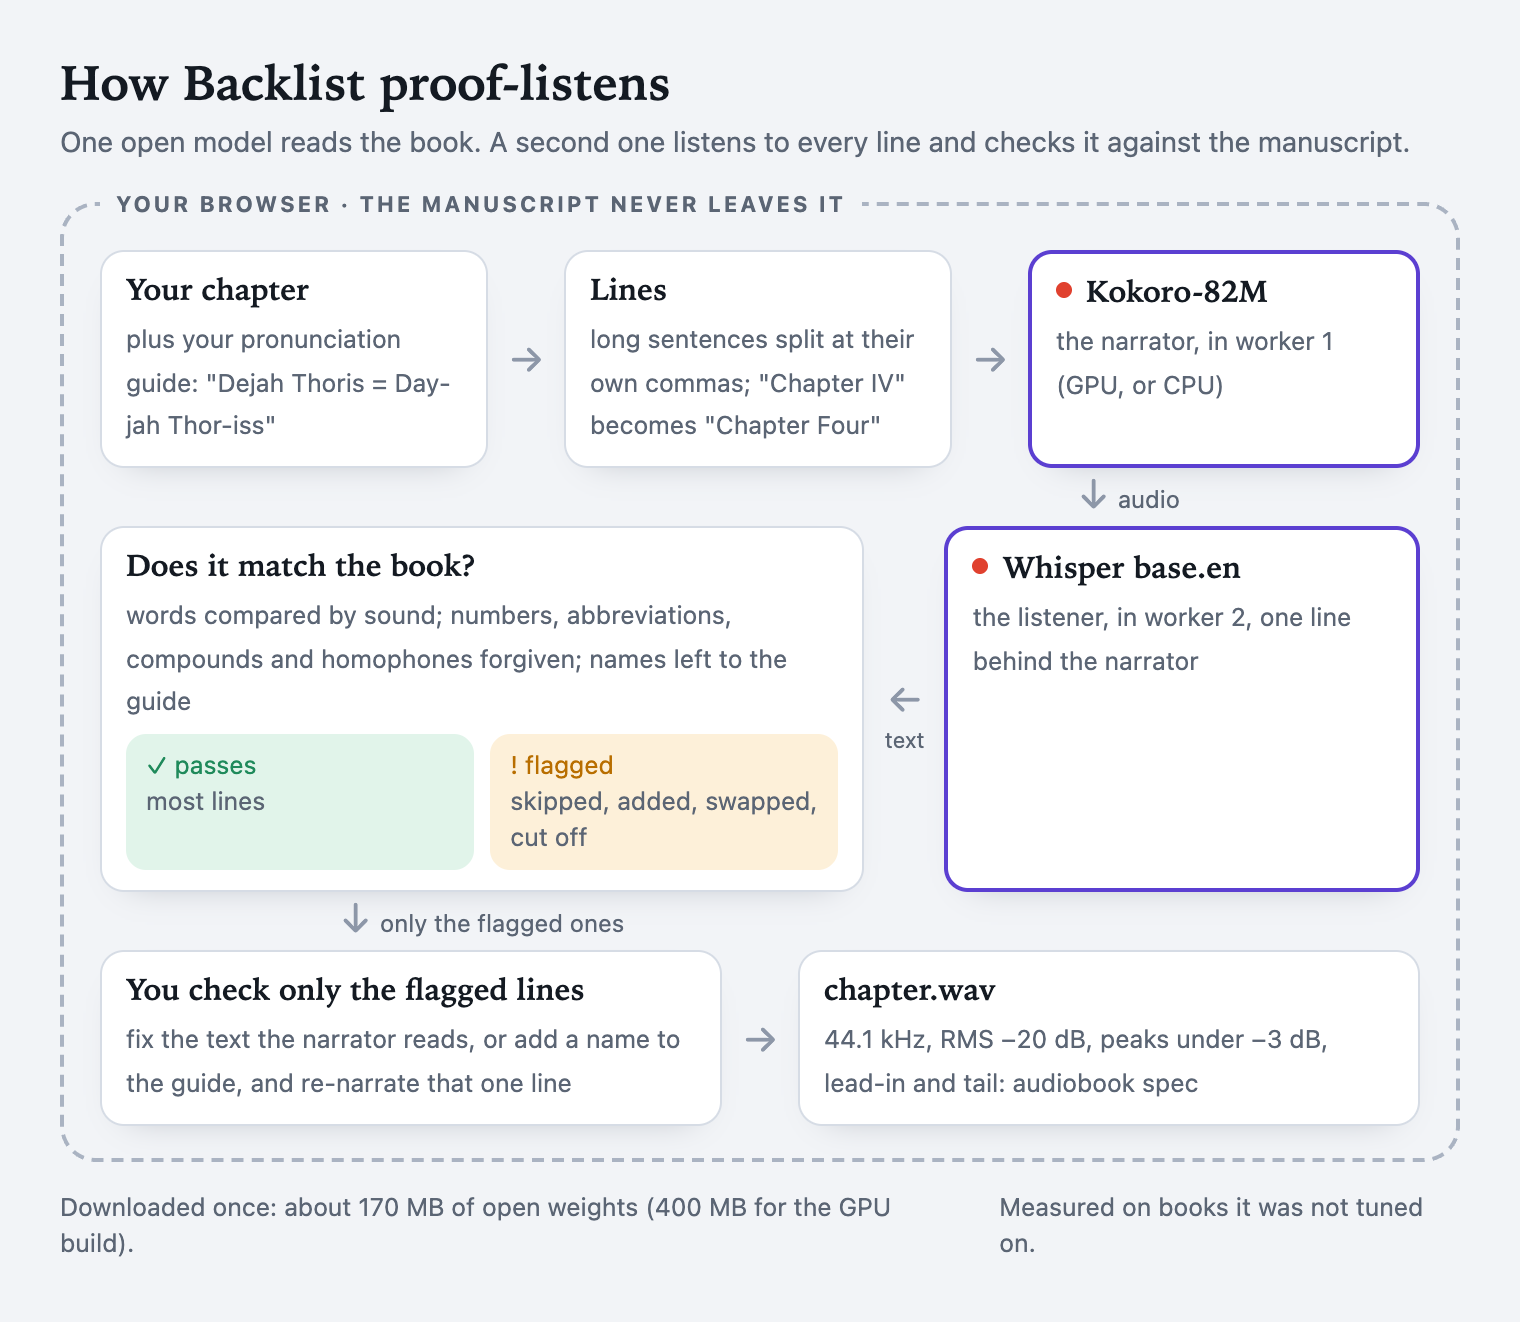 How Backlist proof-listens
One open model reads the book. A second one listens to every line and checks it against the manuscript.
YOUR BROWSER · THE MANUSCRIPT NEVER LEAVES IT
Your chapter
plus your pronunciation
guide: "Dejah Thoris = Day-
jah Thor-iss"
→
Lines
long sentences split at their
own commas; "Chapter IV"
becomes "Chapter Four"
→
Kokoro-82M
the narrator, in worker 1
(GPU, or CPU)
↓ audio
Whisper base.en
the listener, in worker 2, one line
behind the narrator
←
text
Does it match the book?
words compared by sound; numbers, abbreviations,
compounds and homophones forgiven; names left to the
guide
✓ passes
most lines
! flagged
skipped, added, swapped,
cut off
↓ only the flagged ones
You check only the flagged lines
fix the text the narrator reads, or add a name to
the guide, and re-narrate that one line
→
chapter.wav
44.1 kHz, RMS −20 dB, peaks under −3 dB,
lead-in and tail: audiobook spec
Downloaded once: about 170 MB of open weights (400 MB for the GPU
build).
Measured on books it was not tuned
on.